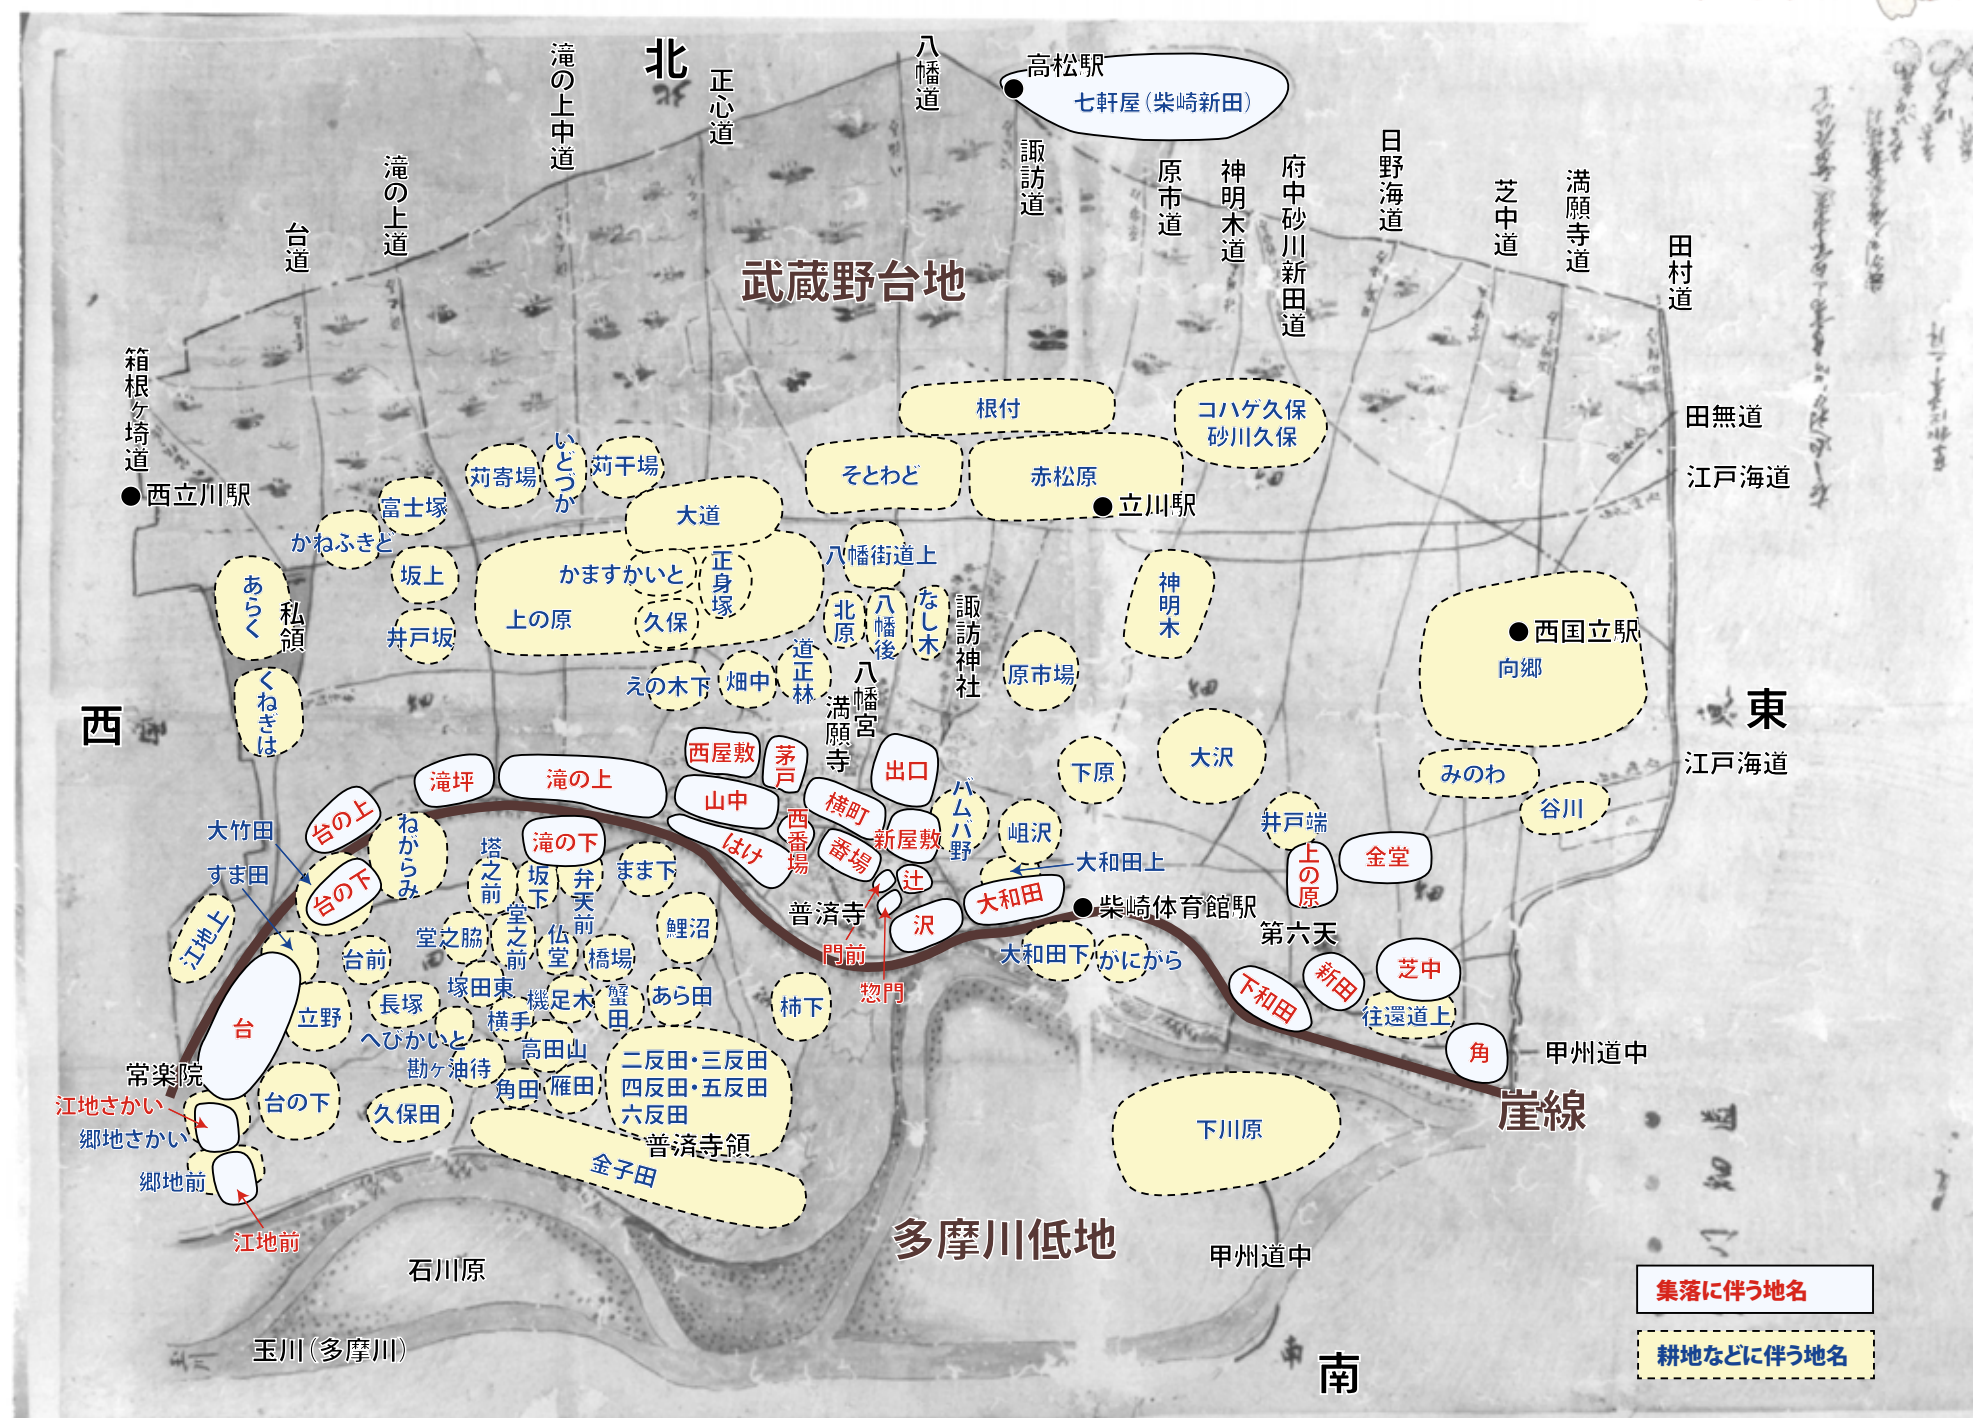 北
滝の上中道
正心道
八幡道
高松駅
七軒屋（柴崎新田）
諏訪道
原市道
神明木道
府中砂川新田道
日野海道
芝中道
満願寺道
田村道
滝の上道
台道
武蔵野台地
箱根ヶ埼道
西立川駅
田無道
江戸海道
根付
コハケ久保
砂川久保
そとわど
赤松原
立川駅
苅寄場
いどづか
苅干場
富士塚
かねふきど
大道
坂上
井戸坂
あらく
私領
くねぎは
かますかいと
正身塚
上の原
久保
八幡街道上
北原
八幡後
なし木
諏訪神社
神明木
原市場
西国立駅
向郷
えの木下
畑中
道正林
八幡宮
満願寺
西
東
江戸海道
西屋敷
茅戸
出口
滝坪
滝の上
山中
横町
下原
大沢
みのわ
谷川
台の上
大竹田
ねがらみ
滝の下
はけ
西番場
番場
新屋敷
バムバ野
岨沢
井戸端
上の原
金堂
大和田上
すま田
台の下
塔之前
坂下
弁天前
まま下
辻
大和田
柴崎体育館駅
普済寺
門前
惣門
沢
江地上
台前
堂之脇
堂之前
仏堂
橋場
鯉沼
大和田下
がにがら
第六天
下和田
新田
芝中
往還道上
角
甲州道中
台
立野
長塚
塚田東
機足木
蟹田
あら田
柿下
横手
へびかいと
高田山
勘ヶ油待
角田
雁田
二反田・三反田
四反田・五反田
六反田
常楽院
江地さかい
郷地さかい
郷地前
江地前
台の下
久保田
普済寺領
金子田
下川原
崖線
多摩川低地
甲州道中
石川原
玉川（多摩川）
南
集落に伴う地名
耕地などに伴う地名